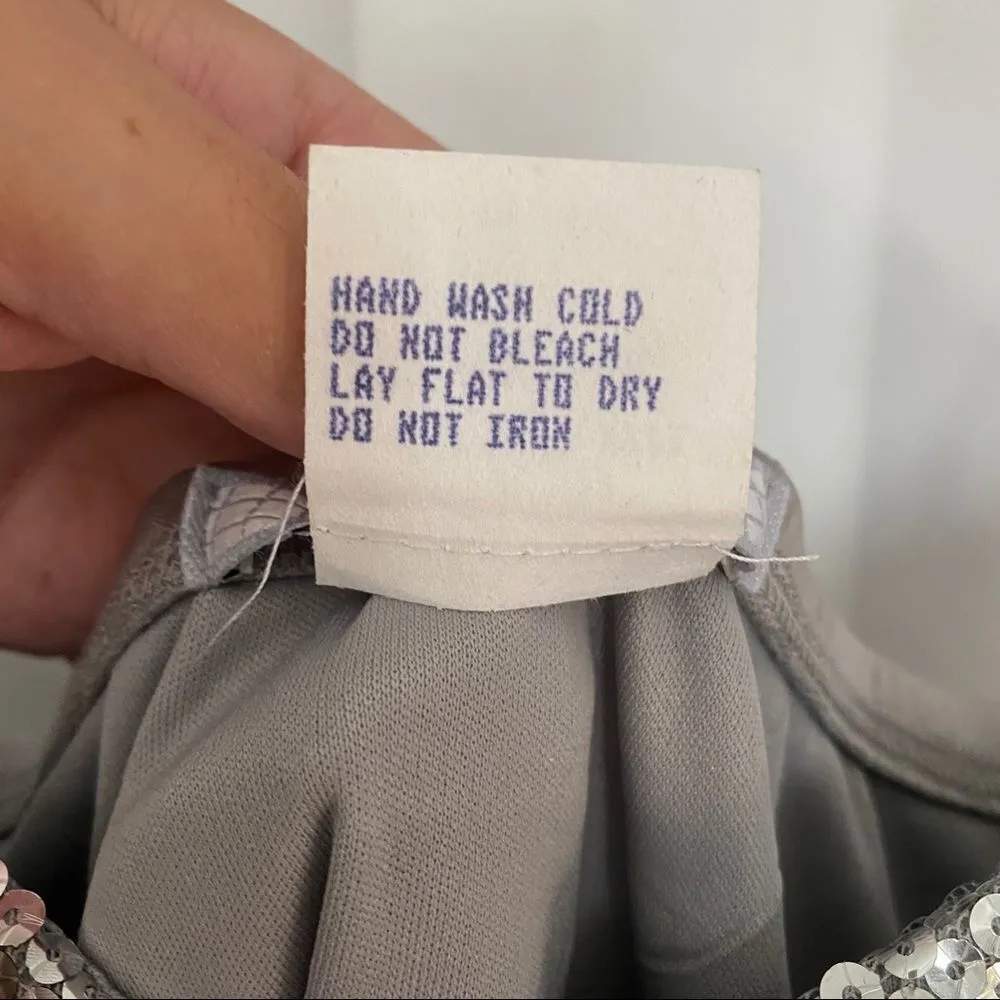 HAND WASH COLD
DO NOT BLEACH
LAY FLAT TO DRY
DO NOT IRON